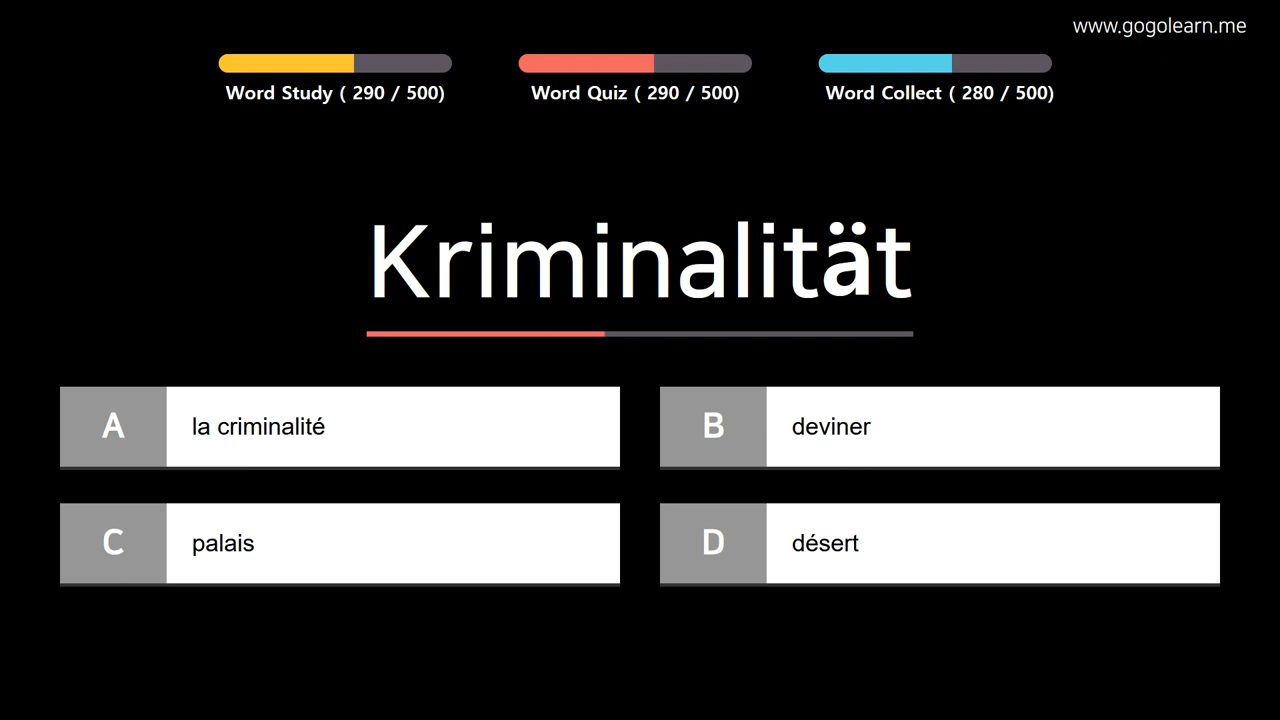 www.gogolearn.me
Word Study ( 290 / 500)
Word Quiz ( 290 / 500)
Word Collect ( 280 / 500)
Kriminalität
A
la criminalité
B
deviner
C
palais
D
désert